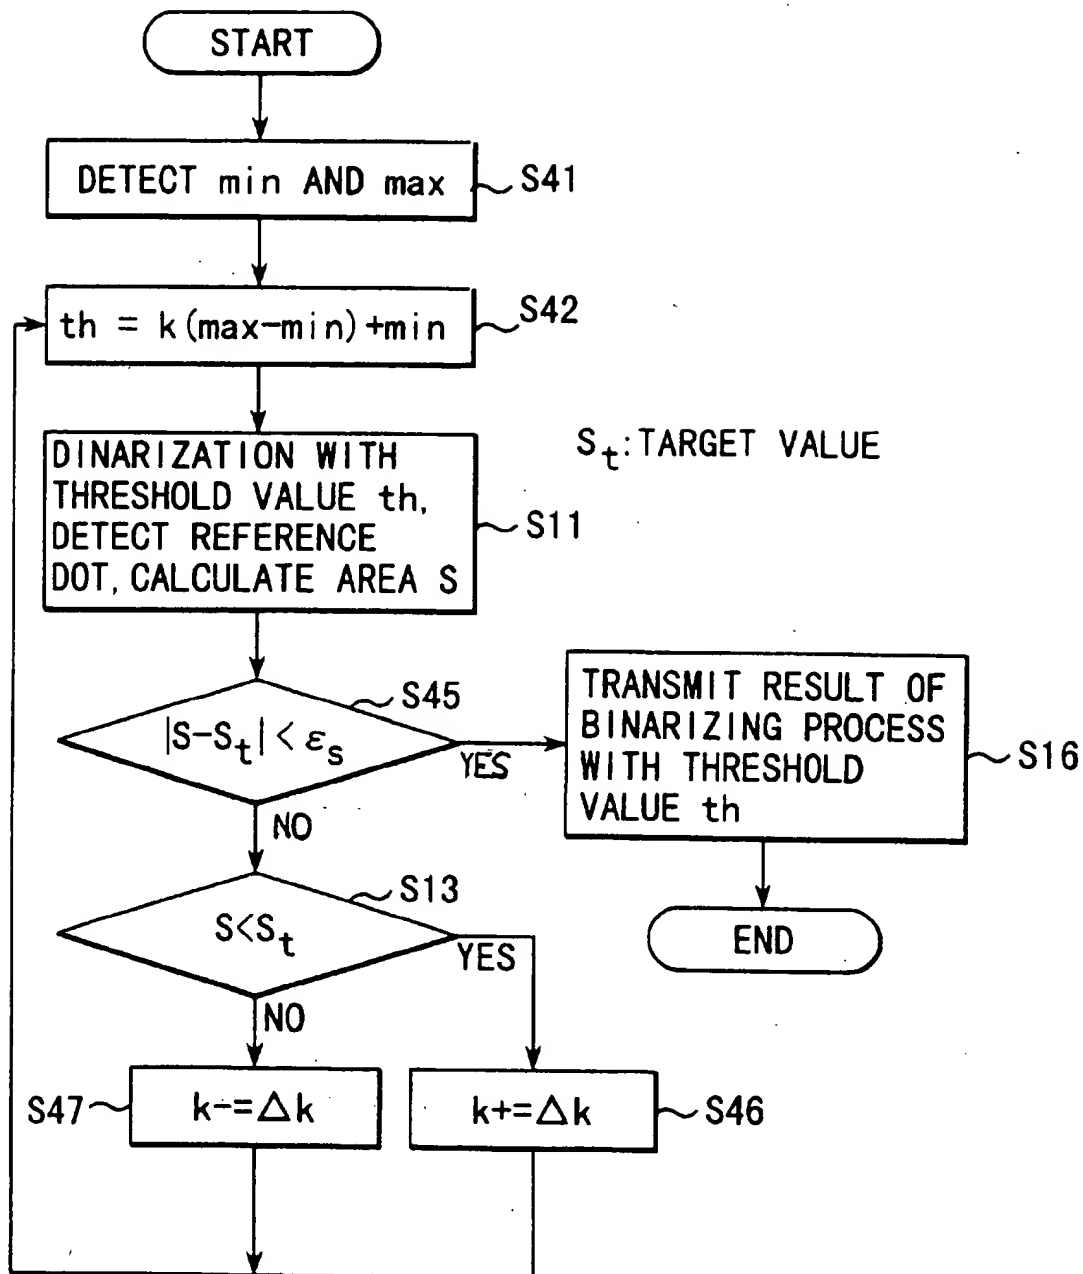 START
DETECT min AND max
S41
th = k(max-min)+min
S42
DINARIZATION WITH
THRESHOLD VALUE th,
DETECT REFERENCE
DOT, CALCULATE AREA S
S11
St:TARGET VALUE
|S-St|<εs
S45
YES
NO
TRANSMIT RESULT OF
BINARIZING PROCESS
WITH THRESHOLD
VALUE th
S16
END
S<St
S13
YES
NO
S47
k-=Δk
k+=Δk
S46